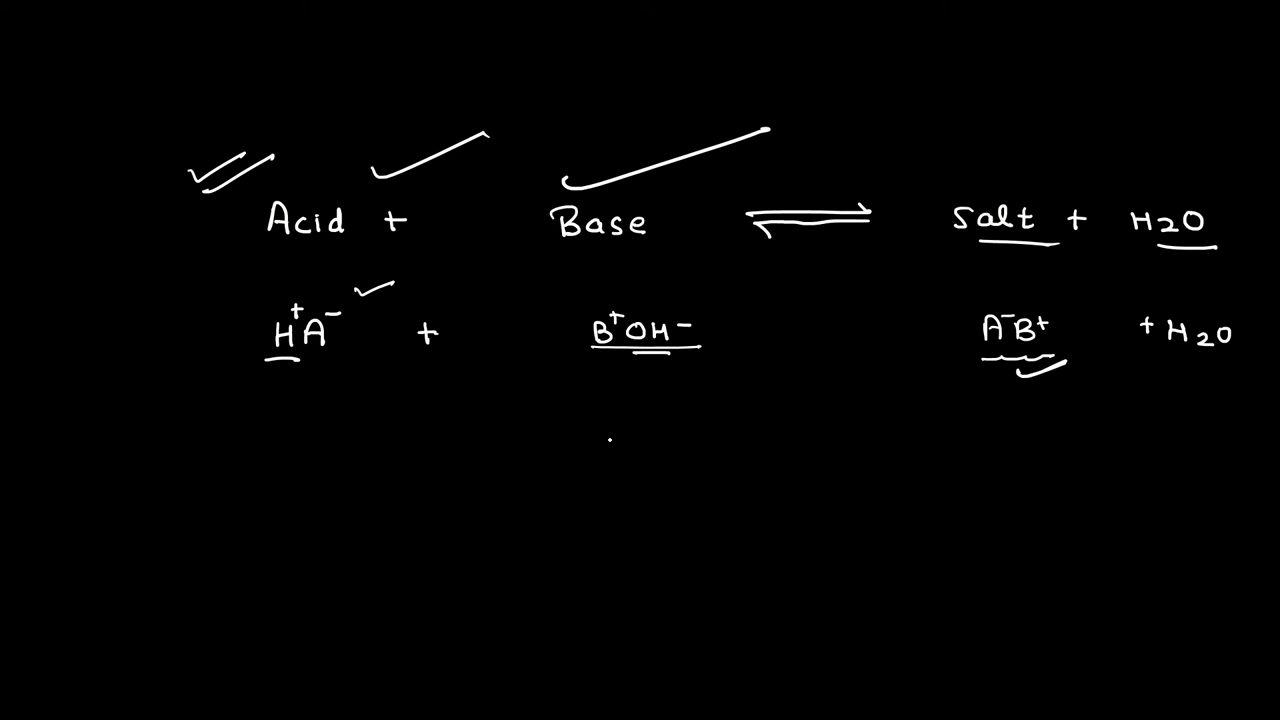 Acid + Base ⇌ Salt + H2O
H⁺A⁻ + B⁺OH⁻ A⁻B⁺ + H2O